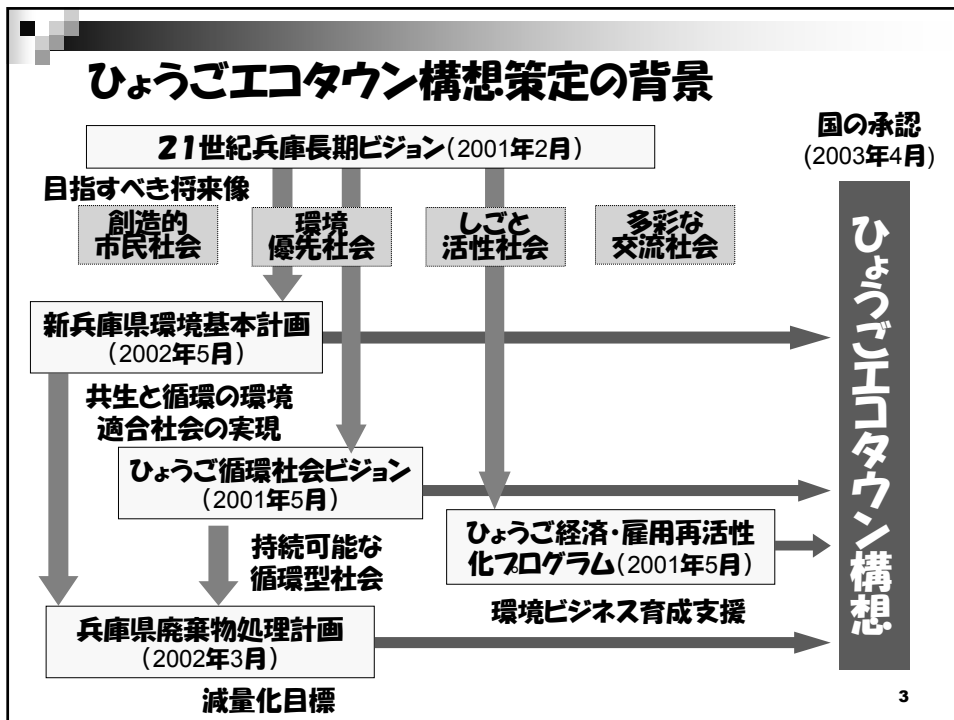 ひょうごエコタウン構想策定の背景
国の承認
(2003年4月)
21世紀兵庫長期ビジョン(2001年2月)
目指すべき将来像
創造的
市民社会
環境
優先社会
しごと
活性社会
多彩な
交流社会
新兵庫県環境基本計画
(2002年5月)
共生と循環の環境
適合社会の実現
ひょうご循環社会ビジョン
(2001年5月)
持続可能な
循環型社会
ひょうご経済・雇用再活性
化プログラム(2001年5月)
環境ビジネス育成支援
兵庫県廃棄物処理計画
(2002年3月)
減量化目標
ひょうごエコタウン構想
3